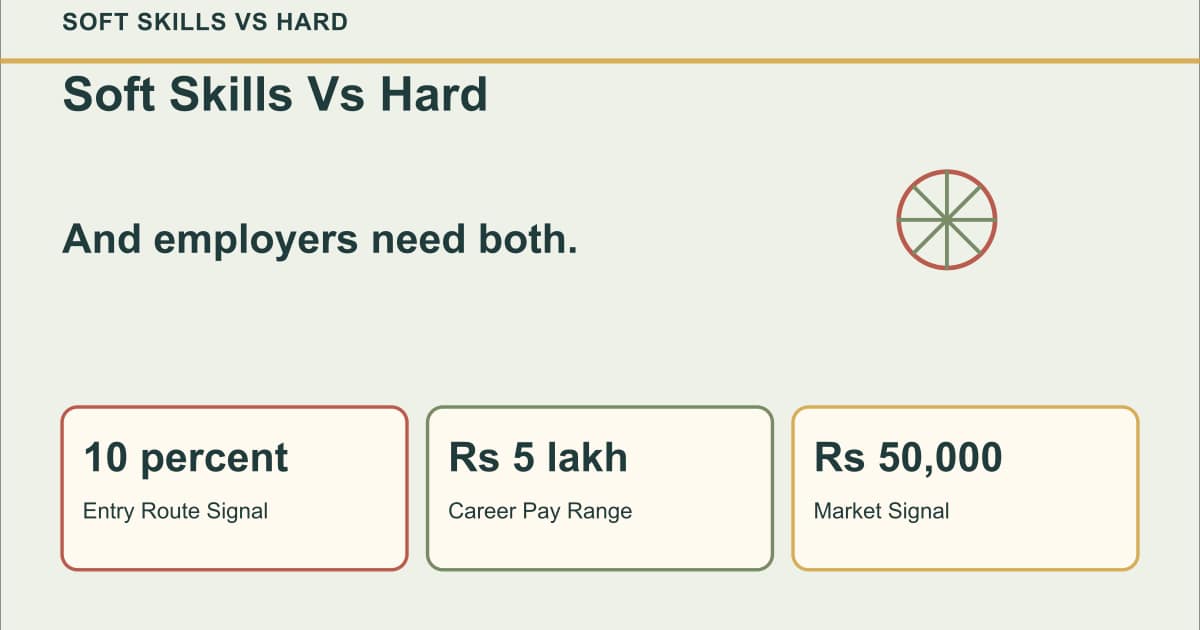 SOFT SKILLS VS HARD
Soft Skills Vs Hard
And employers need both.
10 percent
Entry Route Signal
Rs 5 lakh
Career Pay Range
Rs 50,000
Market Signal